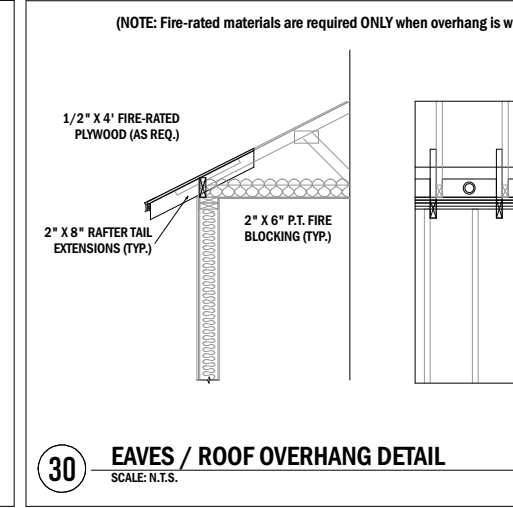 (NOTE: Fire-rated materials are required ONLY when overhang is w
1/2" X 4' FIRE-RATED
PLYWOOD (AS REQ.)
2" X 8" RAFTER TAIL
EXTENSIONS (TYP.)
2" X 6" P.T. FIRE
BLOCKING (TYP.)
30
EAVES / ROOF OVERHANG DETAIL
SCALE: N.T.S.